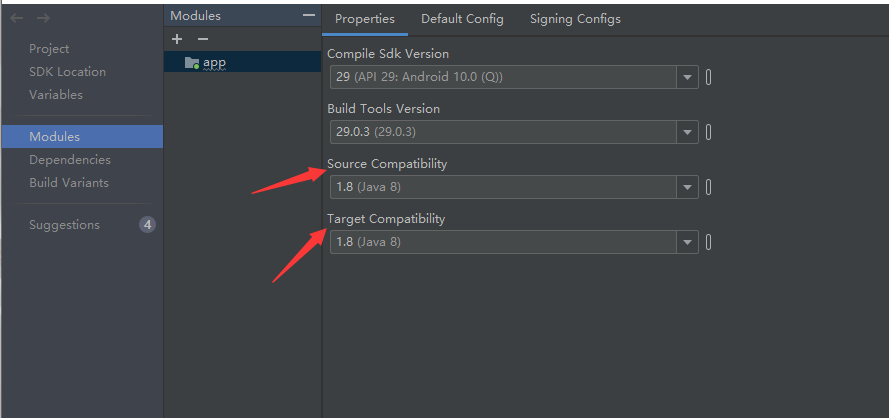 Project
SDK Location
Variables
Modules
Dependencies
Build Variants
Suggestions 4
Modules
app
Properties Default Config Signing Configs
Compile Sdk Version
29 (API 29: Android 10.0 (Q))
Build Tools Version
29.0.3 (29.0.3)
Source Compatibility
1.8 (Java 8)
Target Compatibility
1.8 (Java 8)